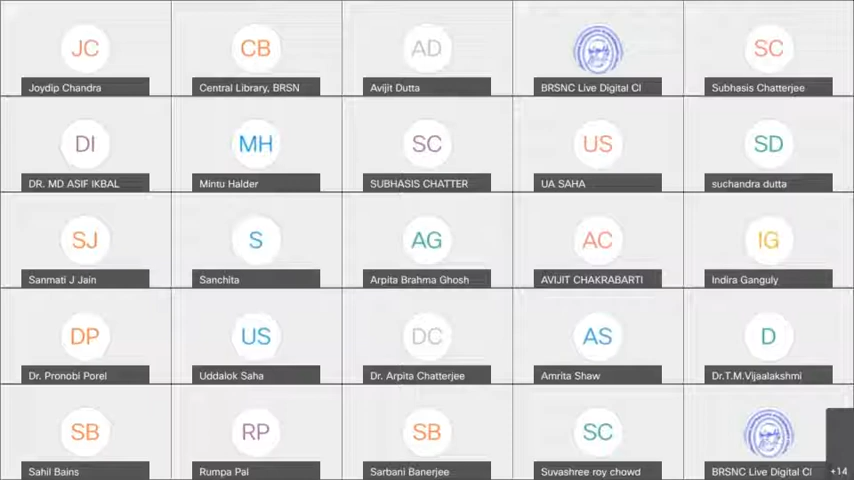 JC CB AD SC
Joydip Chandra Central Library, BRSN Avijit Dutta BRSNC Live Digital Cl Subhasis Chatterjee
DI MH SC US SD
DR. MD ASIF IKBAL Mintu Halder SUBHASIS CHATTER UA SAHA suchandra dutta
SJ S AG AC IG
Sanmati J Jain Sanchita Arpita Brahma Ghosh AVIJIT CHAKRABARTI Indira Ganguly
DP US DC AS D
Dr. Pronobi Porel Uddalok Saha Dr. Arpita Chatterjee Amrita Shaw Dr.T.M.Vijaalakshmi
SB RP SB SC
Sahil Bains Rumpa Pal Sarbani Banerjee Suvashree roy chowd BRSNC Live Digital Cl +14